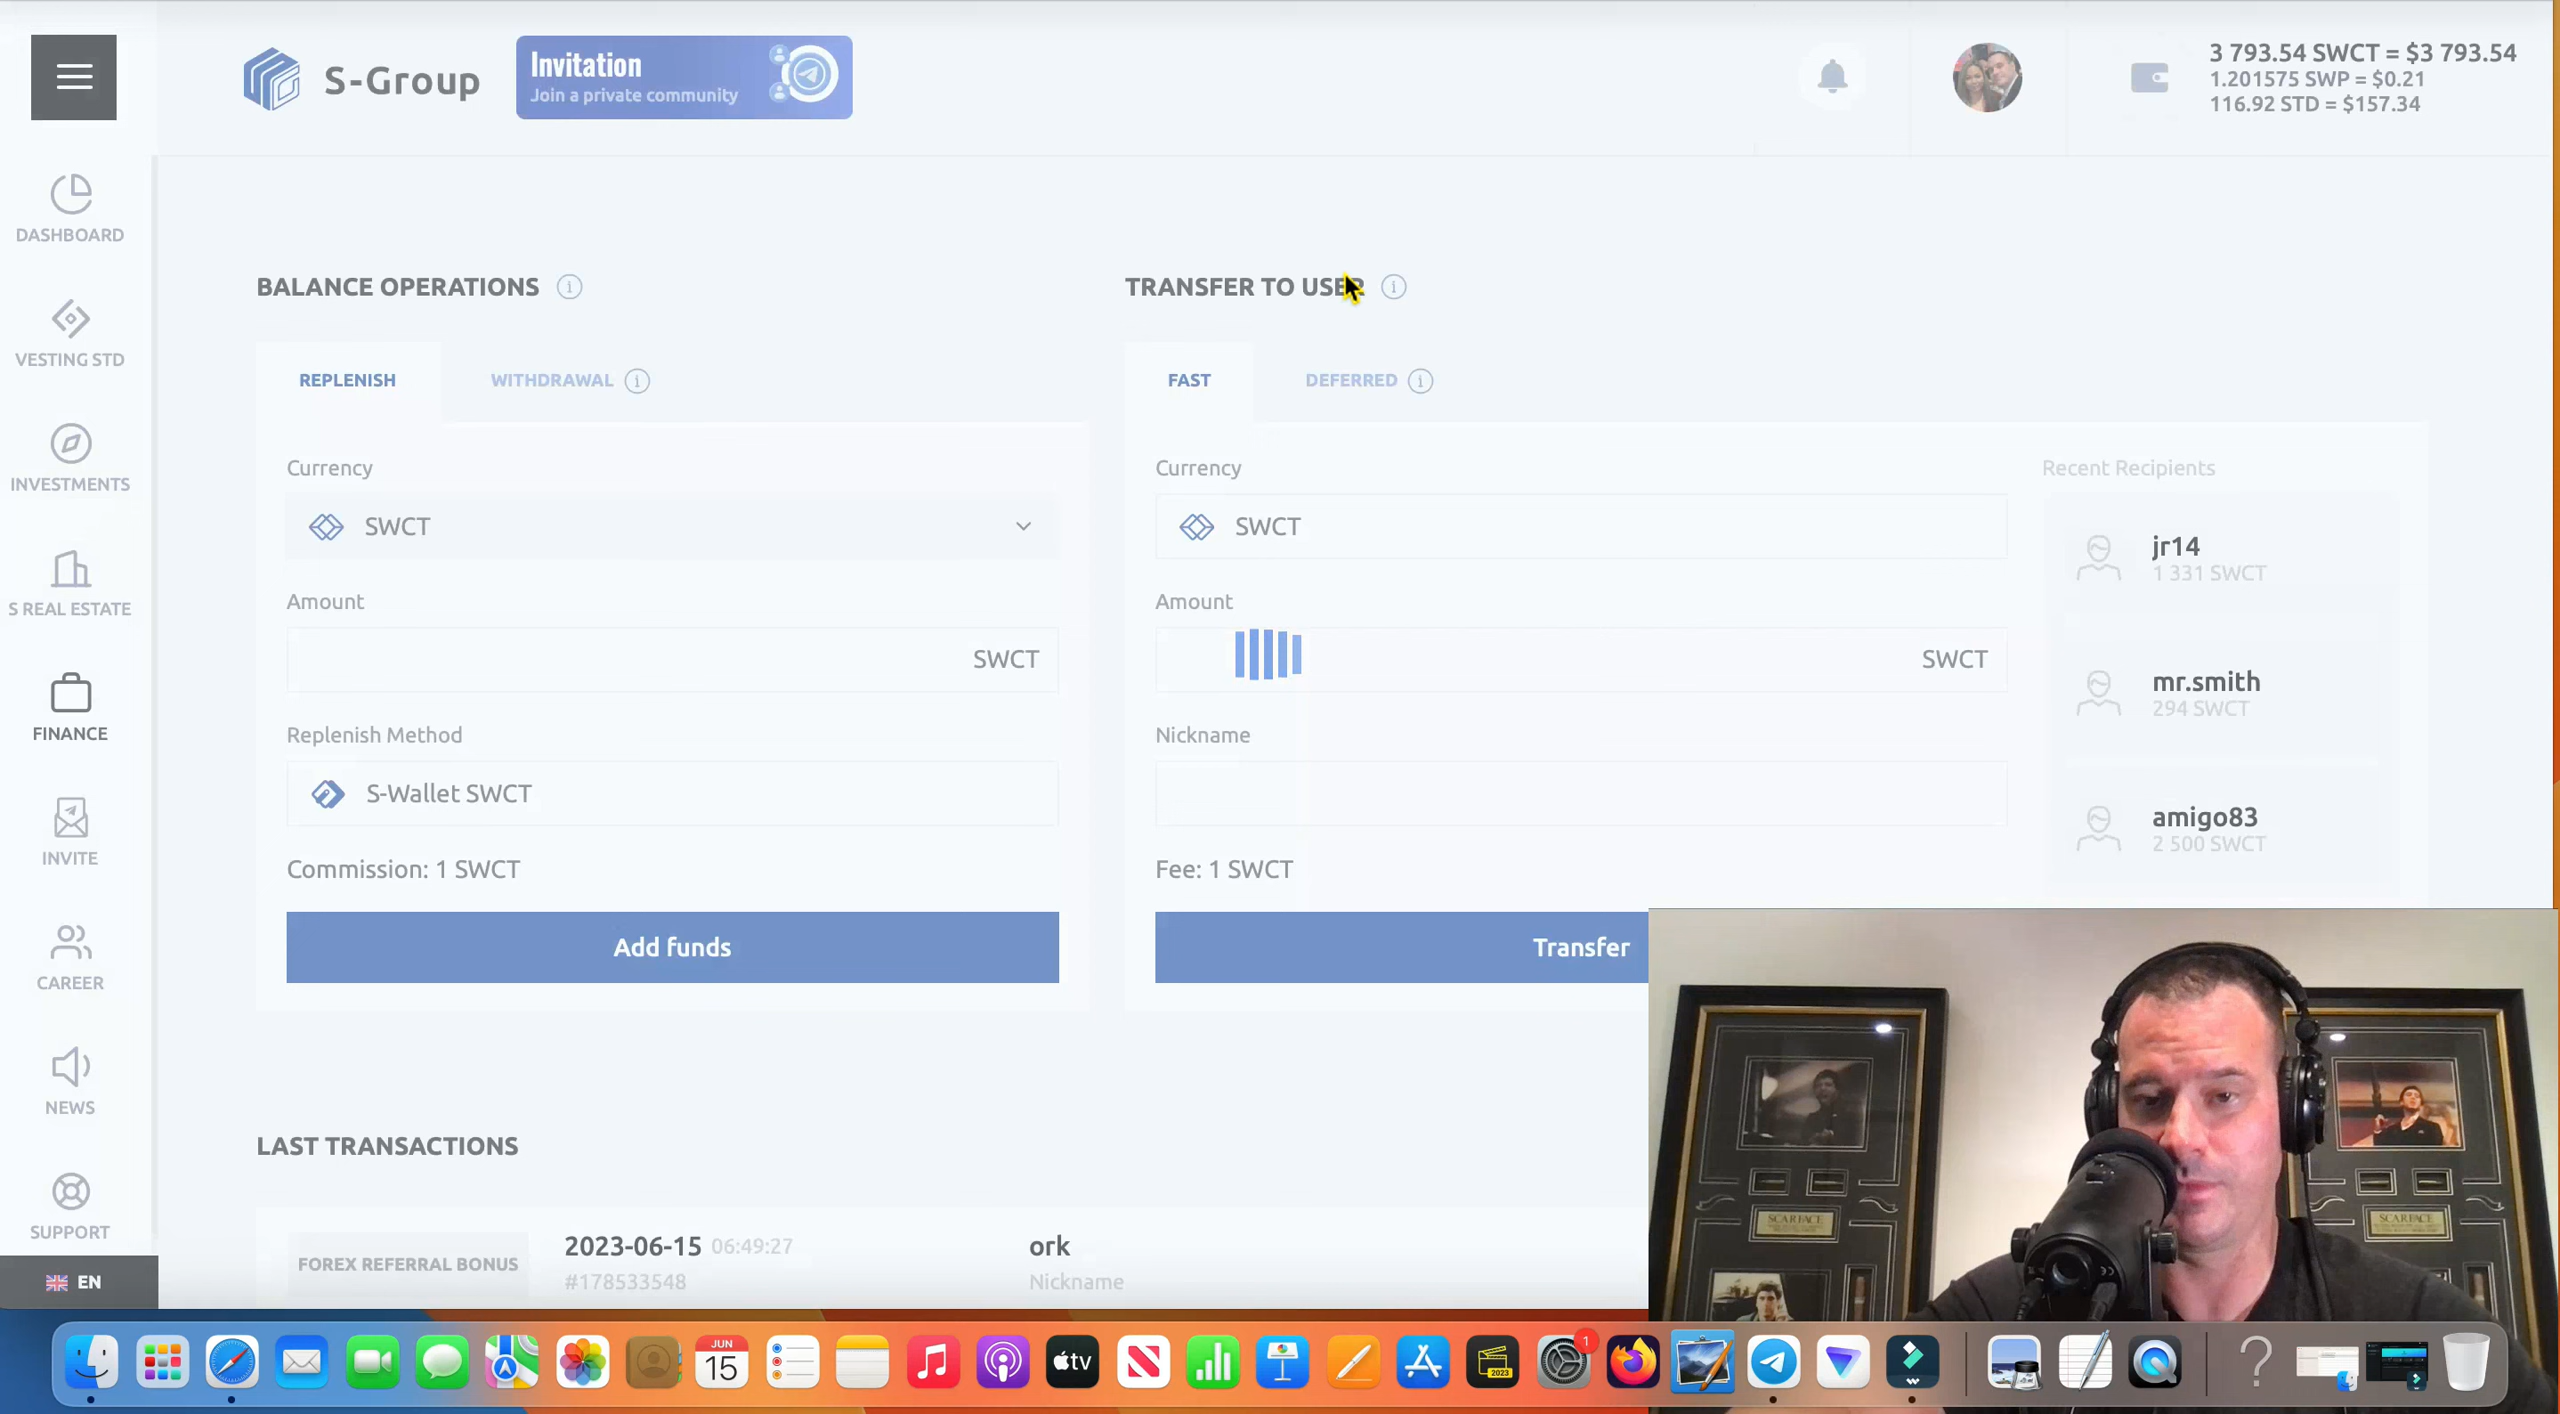 S-Group
Invitation
Join a private community
3 793.54 SWCT = $3 793.54
1.201575 SWP = $0.21
116.92 STD = $157.34
DASHBOARD
VESTING STD
INVESTMENTS
S REAL ESTATE
FINANCE
INVITE
CAREER
NEWS
SUPPORT
EN
BALANCE OPERATIONS
REPLENISH
WITHDRAWAL
Currency
SWCT
Amount
SWCT
Replenish Method
S-Wallet SWCT
Commission: 1 SWCT
Add funds
TRANSFER TO USER
FAST
DEFERRED
Currency
SWCT
Amount
SWCT
Nickname
Fee: 1 SWCT
Transfer
Recent Recipients
jr14
1 331 SWCT
mr.smith
294 SWCT
amigo83
2 500 SWCT
LAST TRANSACTIONS
FOREX REFERRAL BONUS
2023-06-15 06:49:27
#178533548
ork
Nickname
SCARFACE
SCARFACE
JUN
15
tv
2023
1